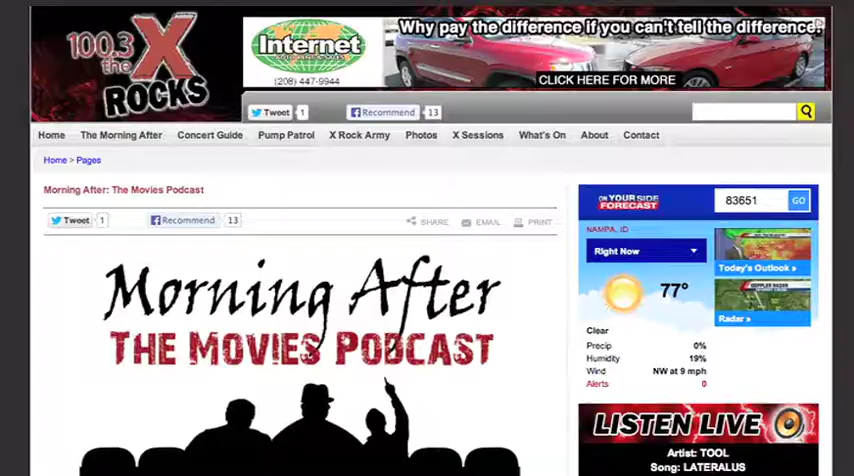 100.3
the X
ROCKS
Internet
(208) 447-9944
Why pay the difference if you can't tell the difference?
CLICK HERE FOR MORE
Tweet 1
Recommend 13
Home The Morning After Concert Guide Pump Patrol X Rock Army Photos X Sessions What's On About Contact
Home > Pages
Morning After: The Movies Podcast
Tweet 1 Recommend 13 SHARE EMAIL PRINT
Morning After
THE MOVIES PODCAST
ON YOUR SIDE
FORECAST
83651 GO
NAMPA, ID
Right Now
77°
Clear
Precip 0%
Humidity 19%
Wind NW at 9 mph
Alerts 0
Today's Outlook »
DOPPLER RADAR
Radar »
LISTEN LIVE
Artist: TOOL
Song: LATERALUS